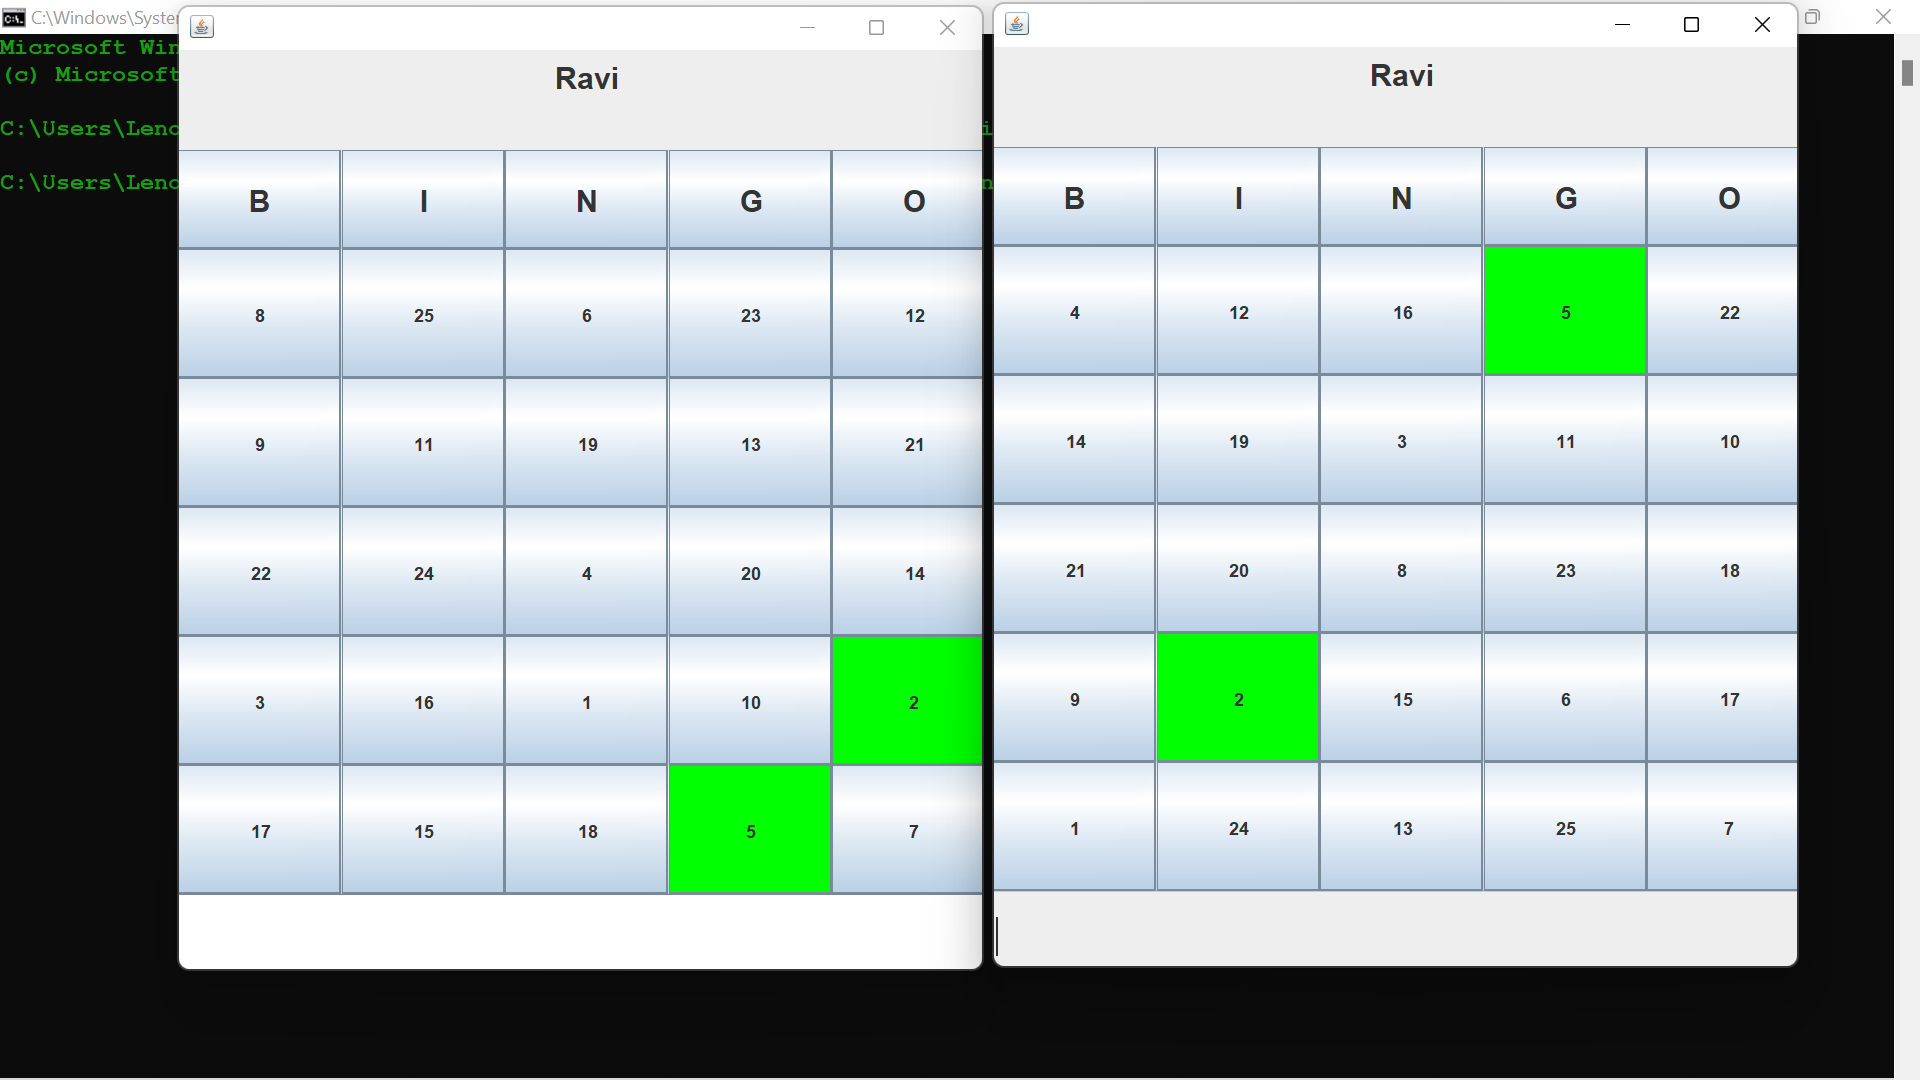 C:\Windows\Syste
Microsoft Win
(c) Microsoft
C:\Users\Leno
C:\Users\Leno
Ravi
B I N G O
8 25 6 23 12
9 11 19 13 21
22 24 4 20 14
3 16 1 10 2
17 15 18 5 7
Ravi
B I N G O
4 12 16 5 22
14 19 3 11 10
21 20 8 23 18
9 2 15 6 17
1 24 13 25 7